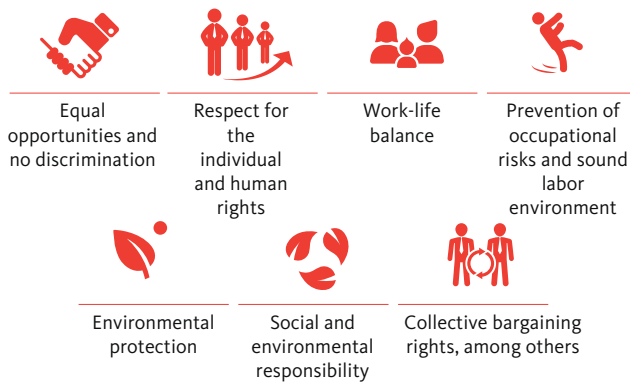 Equal
opportunities and
no discrimination
Respect for
the
individual
and human
rights
Work-life
balance
Prevention of
occupational
risks and sound
labor
environment
Environmental
protection
Social and
environmental
responsibility
Collective bargaining
rights, among others